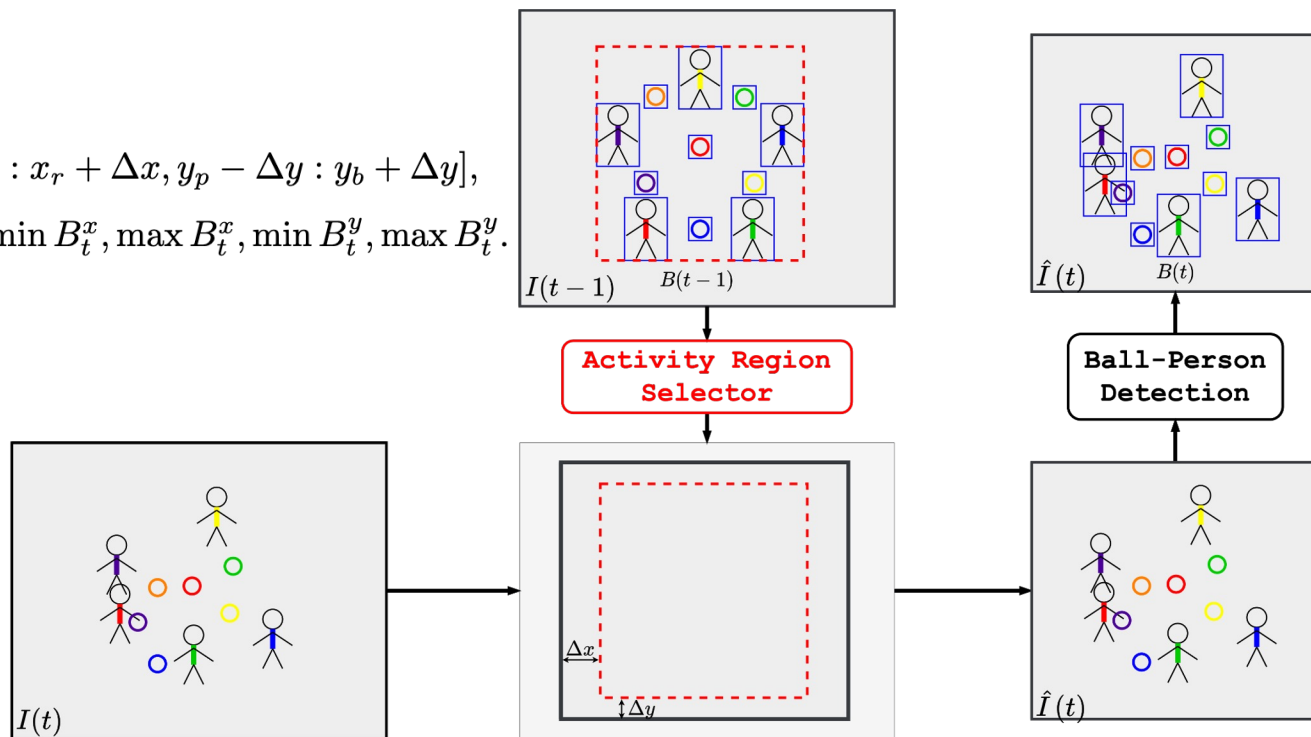 : x_r + Δx, y_p − Δy : y_b + Δy],
min B_t^x, max B_t^x, min B_t^y, max B_t^y.
I(t − 1)
B(t−1)
Activity Region
Selector
Î(t)
B(t)
Ball-Person
Detection
I(t)
Δx
Δy
Î(t)